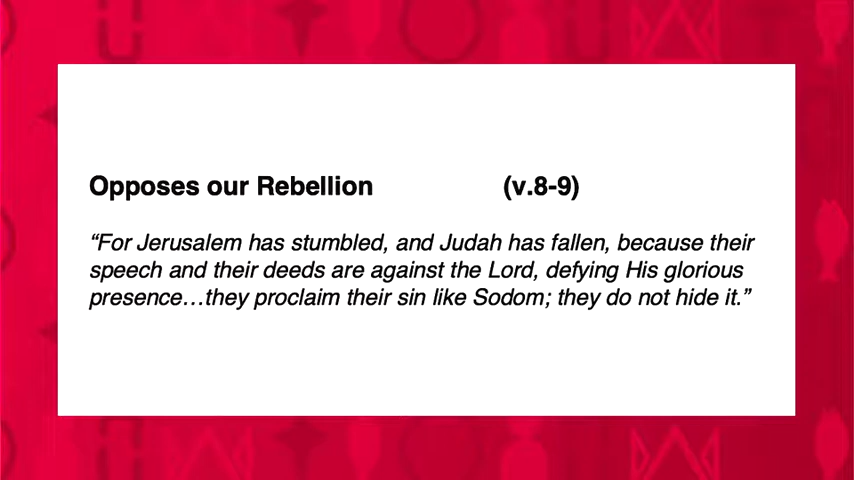 Opposes our Rebellion (v.8-9)
“For Jerusalem has stumbled, and Judah has fallen, because their
speech and their deeds are against the Lord, defying His glorious
presence…they proclaim their sin like Sodom; they do not hide it.”